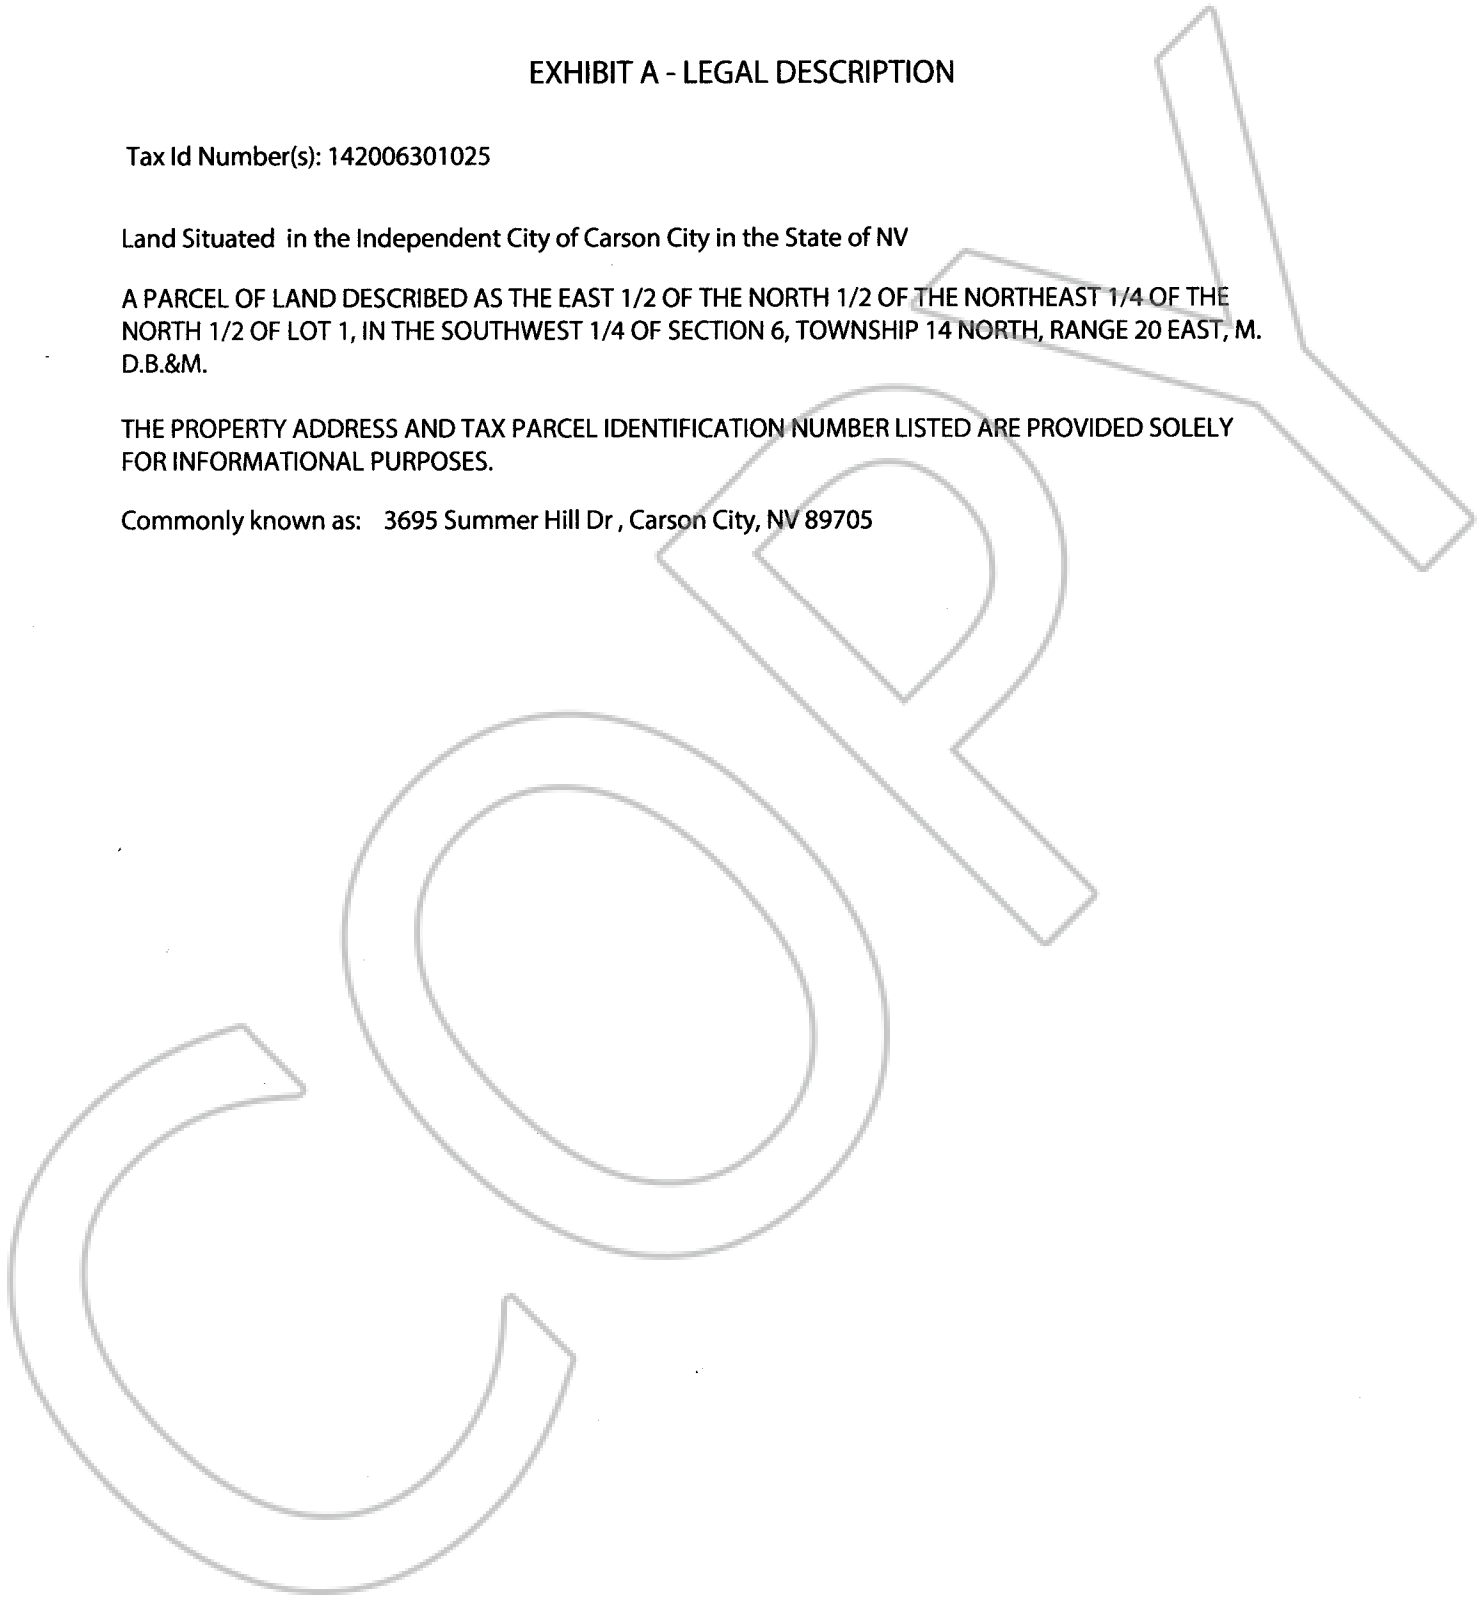 EXHIBIT A - LEGAL DESCRIPTION
Tax Id Number(s): 142006301025
Land Situated in the Independent City of Carson City in the State of NV
A PARCEL OF LAND DESCRIBED AS THE EAST 1/2 OF THE NORTH 1/2 OF THE NORTHEAST 1/4 OF THE
NORTH 1/2 OF LOT 1, IN THE SOUTHWEST 1/4 OF SECTION 6, TOWNSHIP 14 NORTH, RANGE 20 EAST, M.
D.B.&M.
THE PROPERTY ADDRESS AND TAX PARCEL IDENTIFICATION NUMBER LISTED ARE PROVIDED SOLELY
FOR INFORMATIONAL PURPOSES.
Commonly known as: 3695 Summer Hill Dr , Carson City, NV 89705
COPY